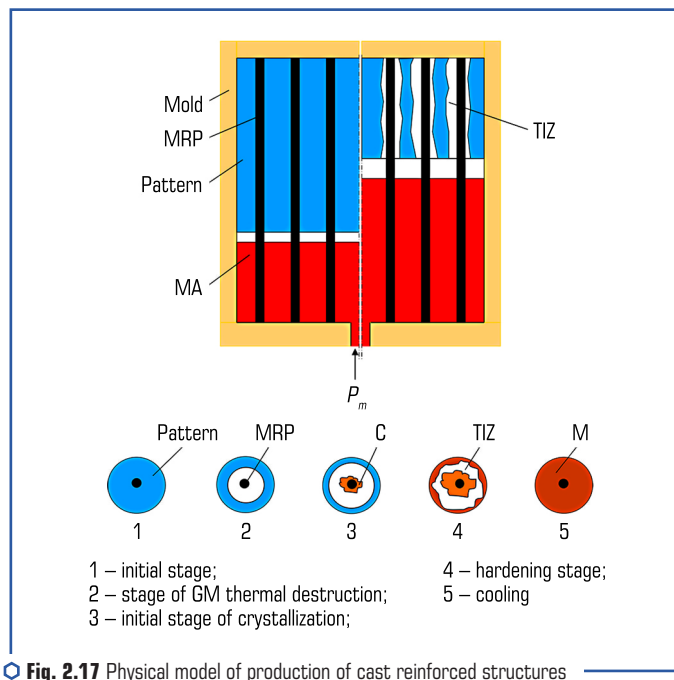 Mold
MRP
TIZ
Pattern
MA
Pm
Pattern MRP C TIZ M
1 2 3 4 5
1 – initial stage;
2 – stage of GM thermal destruction;
3 – initial stage of crystallization;
4 – hardening stage;
5 – cooling
Fig. 2.17 Physical model of production of cast reinforced structures